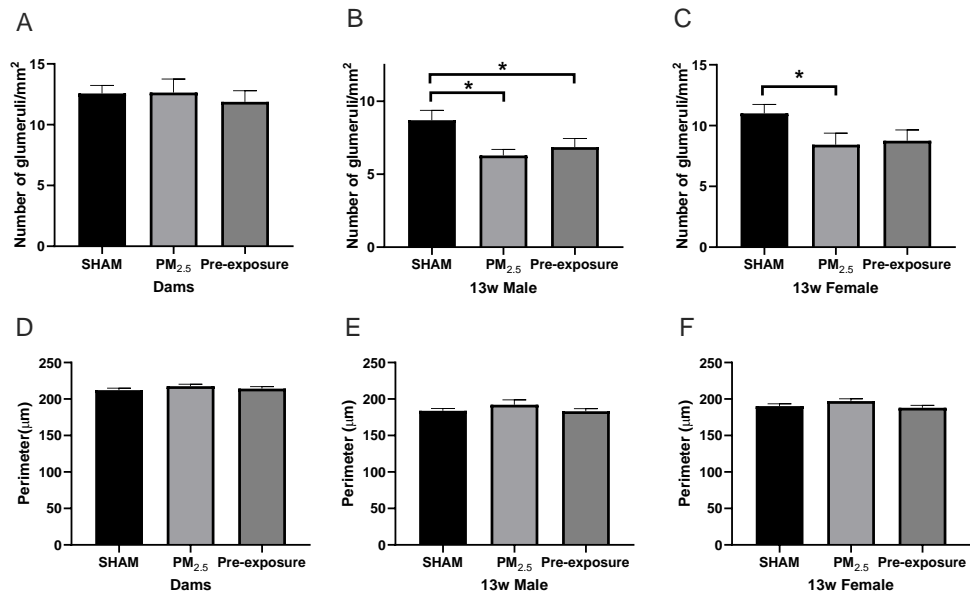 A
B
C
Number of glumeruli/mm²
15
10
5
0
SHAM
PM₂.₅
Pre-exposure
Dams
Number of glumeruli/mm²
10
5
0
*
*
SHAM
PM₂.₅
Pre-exposure
13w Male
Number of glumeruli/mm²
15
10
5
0
*
SHAM
PM₂.₅
Pre-exposure
13w Female
D
E
F
Perimeter(μm)
250
200
150
100
50
0
SHAM
PM₂.₅
Pre-exposure
Dams
Perimeter (μm)
250
200
150
100
50
0
SHAM
PM₂.₅
Pre-exposure
13w Male
Perimeter (μm)
250
200
150
100
50
0
SHAM
PM₂.₅
Pre-exposure
13w Female